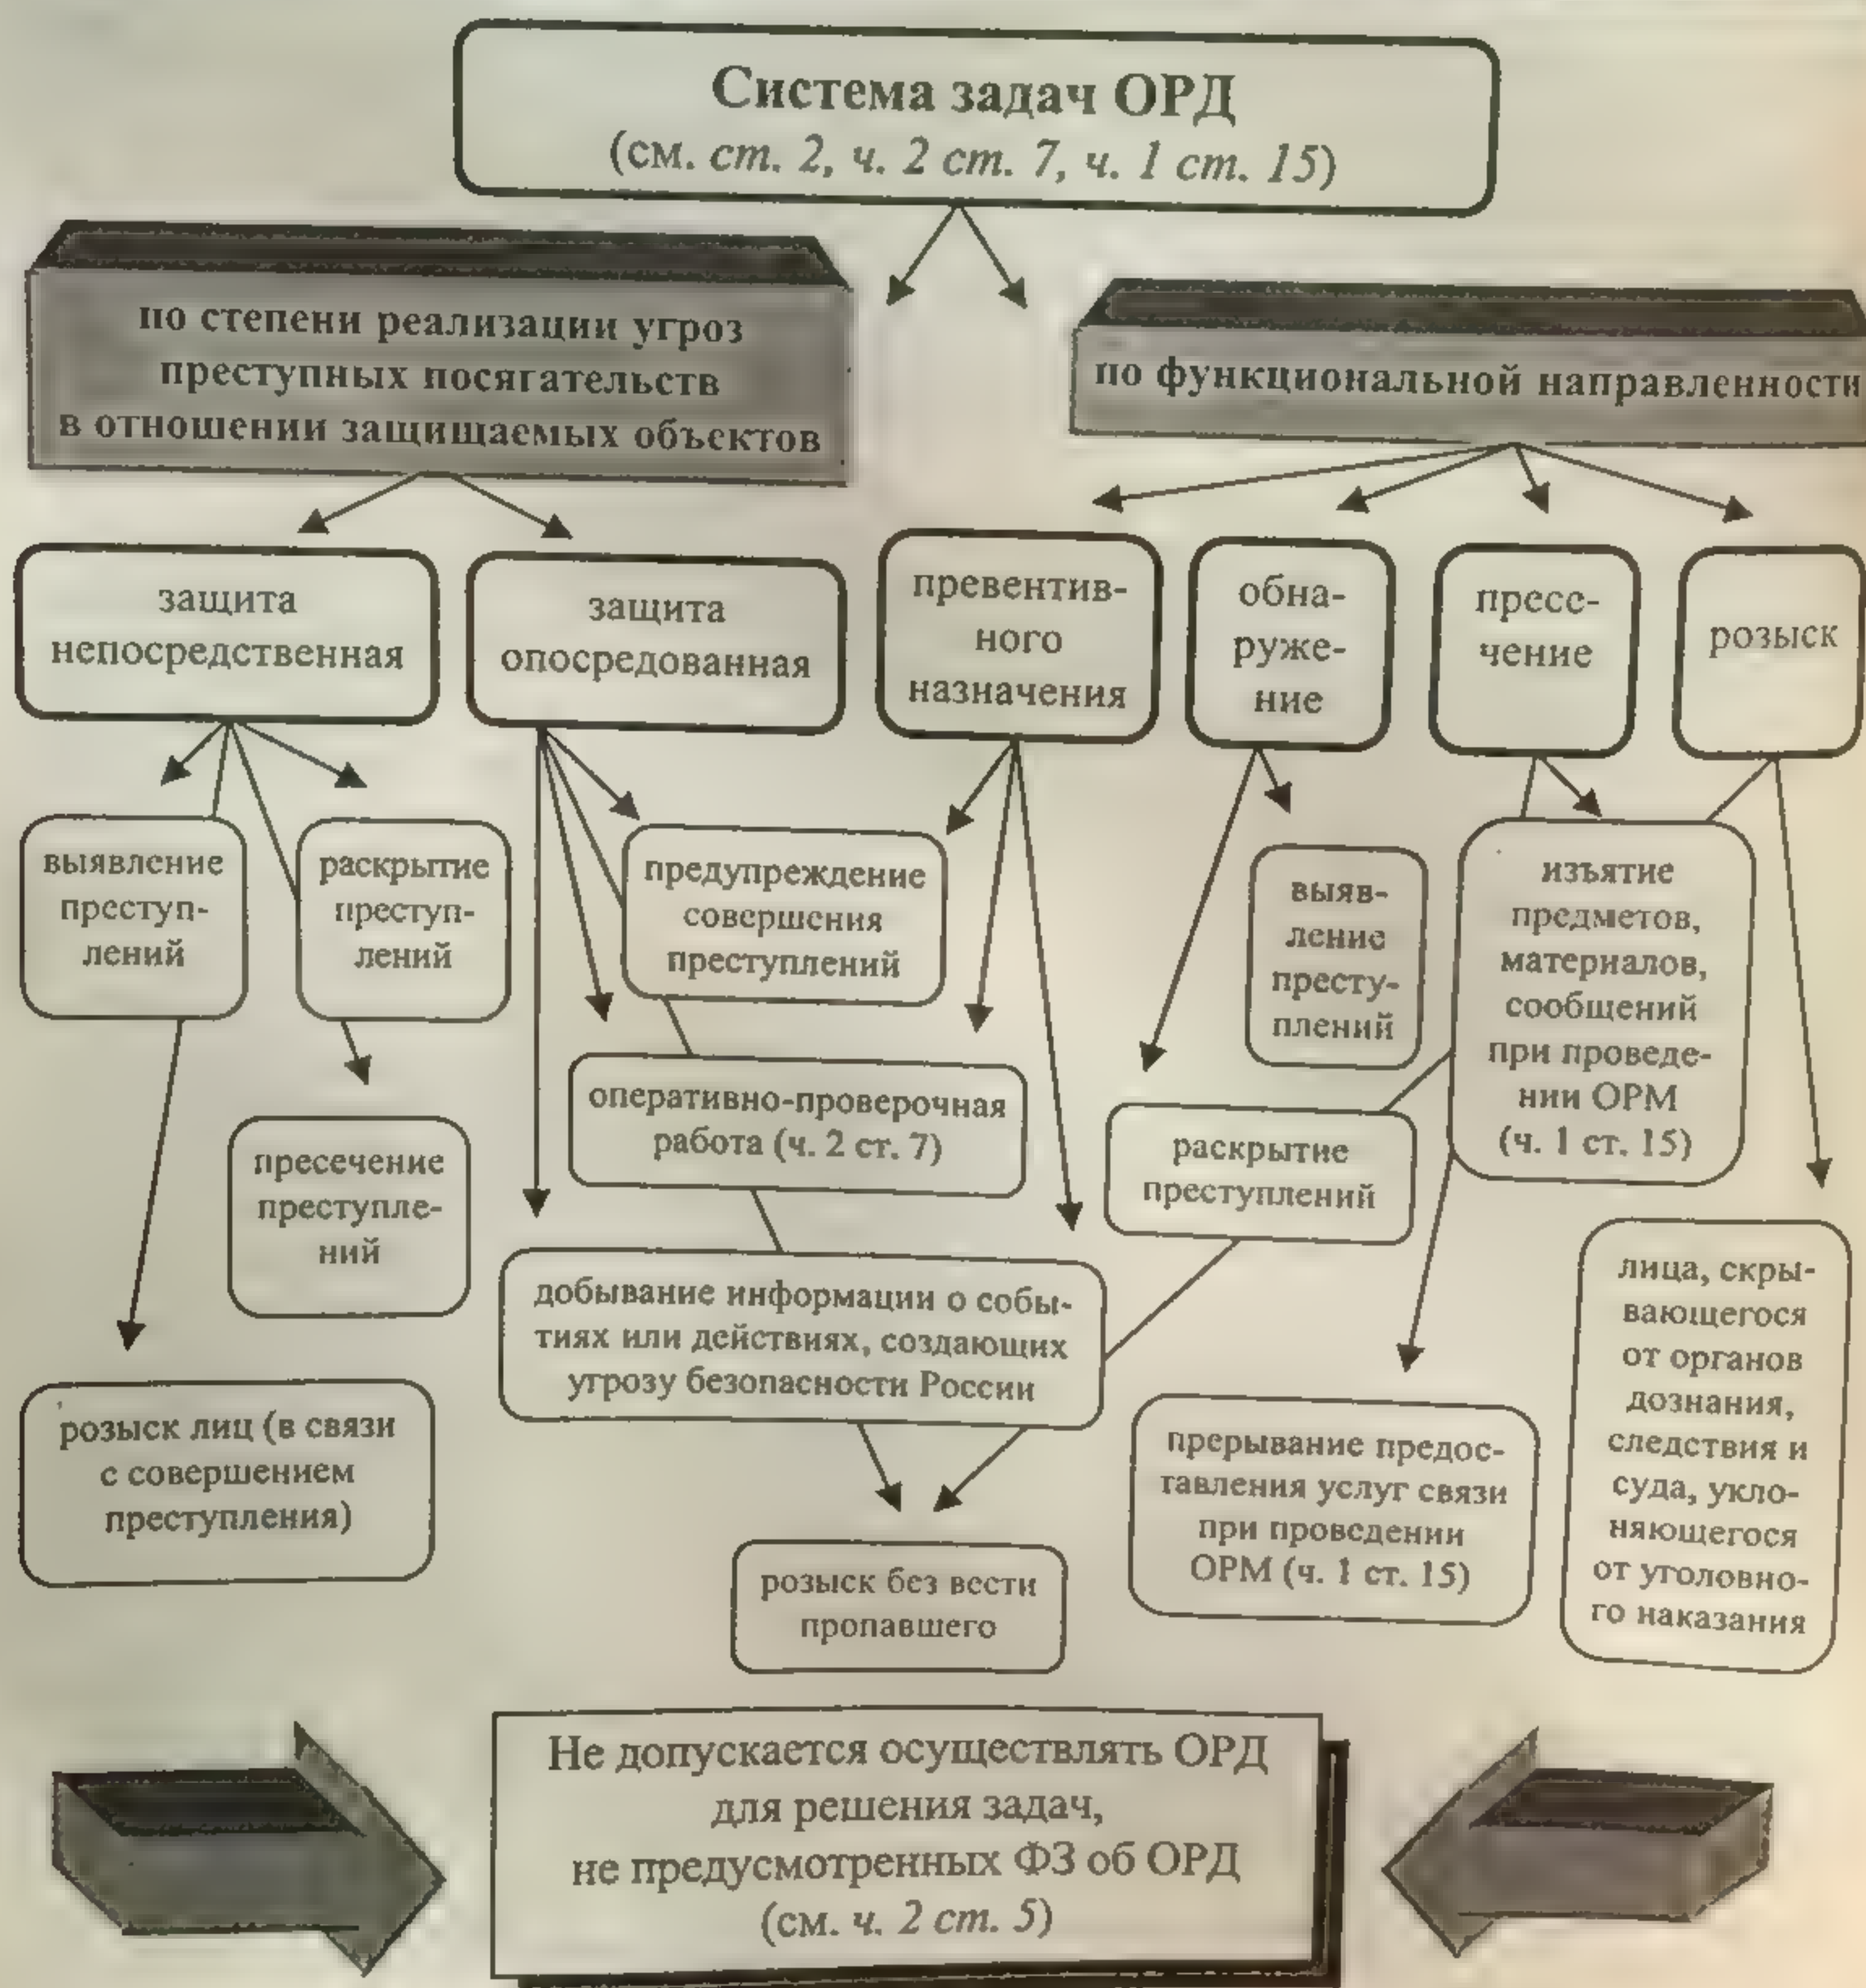 Система задач ОРД
(см. ст. 2, ч. 2 ст. 7, ч. 1 ст. 15)
по степени реализации угроз
преступных посягательств
в отношении защищаемых объектов
по функциональной направленности
защита
непосредственная
защита
опосредованная
превентив-
ного
назначения
обна-
руже-
ние
пресе-
чение
розыск
выявление
преступ-
лений
раскрытие
преступ-
лений
предупреждение
совершения
преступлений
выяв-
ление
престу-
плений
изъятие
предметов,
материалов,
сообщений
при проведе-
нии ОРМ
(ч. 1 ст. 15)
пресечение
преступле-
ний
оперативно-проверочная
работа (ч. 2 ст. 7)
раскрытие
преступлений
добывание информации о собы-
тиях или действиях, создающих
угрозу безопасности России
лица, скры-
вающегося
от органов
дознания,
следствия и
суда, укло-
няющегося
от уголовно-
го наказания
розыск лиц (в связи
с совершением
преступления)
прерывание предос-
тавления услуг связи
при проведении
ОРМ (ч. 1 ст. 15)
розыск без вести
пропавшего
Не допускается осуществлять ОРД
для решения задач,
не предусмотренных ФЗ об ОРД
(см. ч. 2 ст. 5)